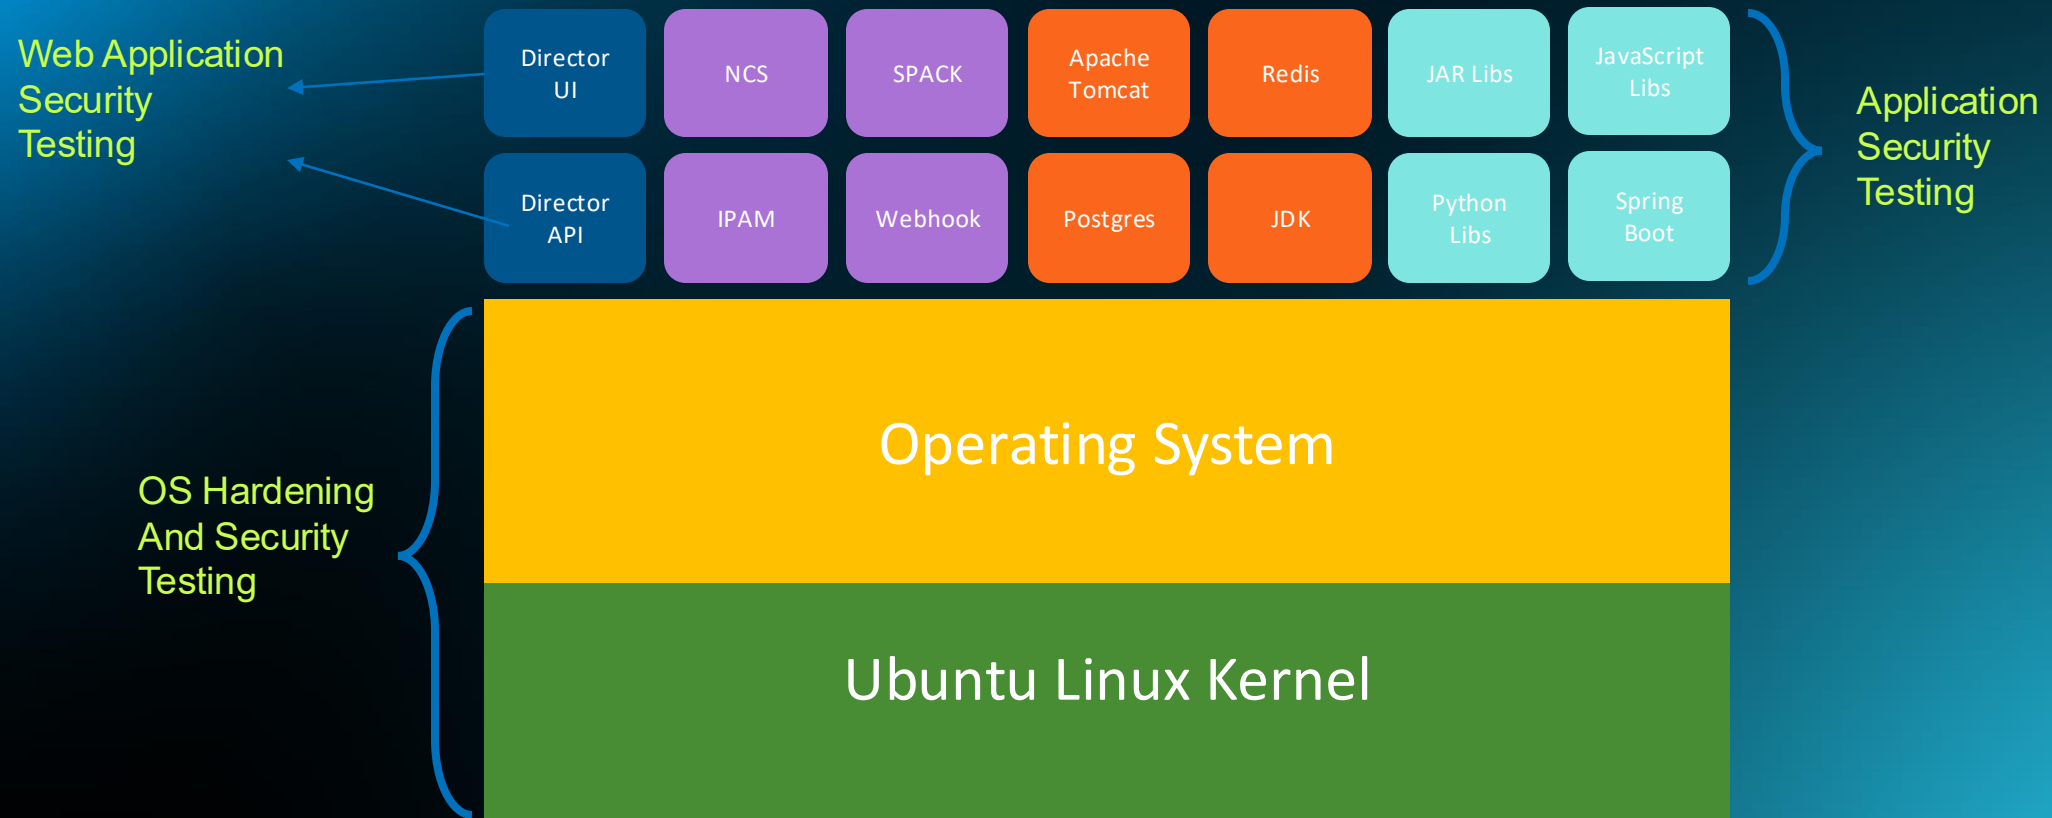 Web Application
Security
Testing
Director
UI
NCS
SPACK
Apache
Tomcat
Redis
JAR Libs
JavaScript
Libs
Application
Security
Testing
Director
API
IPAM
Webhook
Postgres
JDK
Python
Libs
Spring
Boot
Operating System
OS Hardening
And Security
Testing
Ubuntu Linux Kernel